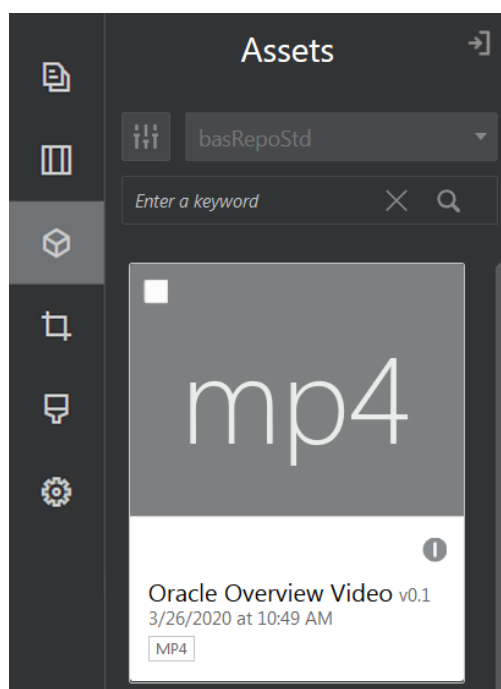 Assets
basRepoStd
Enter a keyword
mp4
Oracle Overview Video v0.1
3/26/2020 at 10:49 AM
MP4